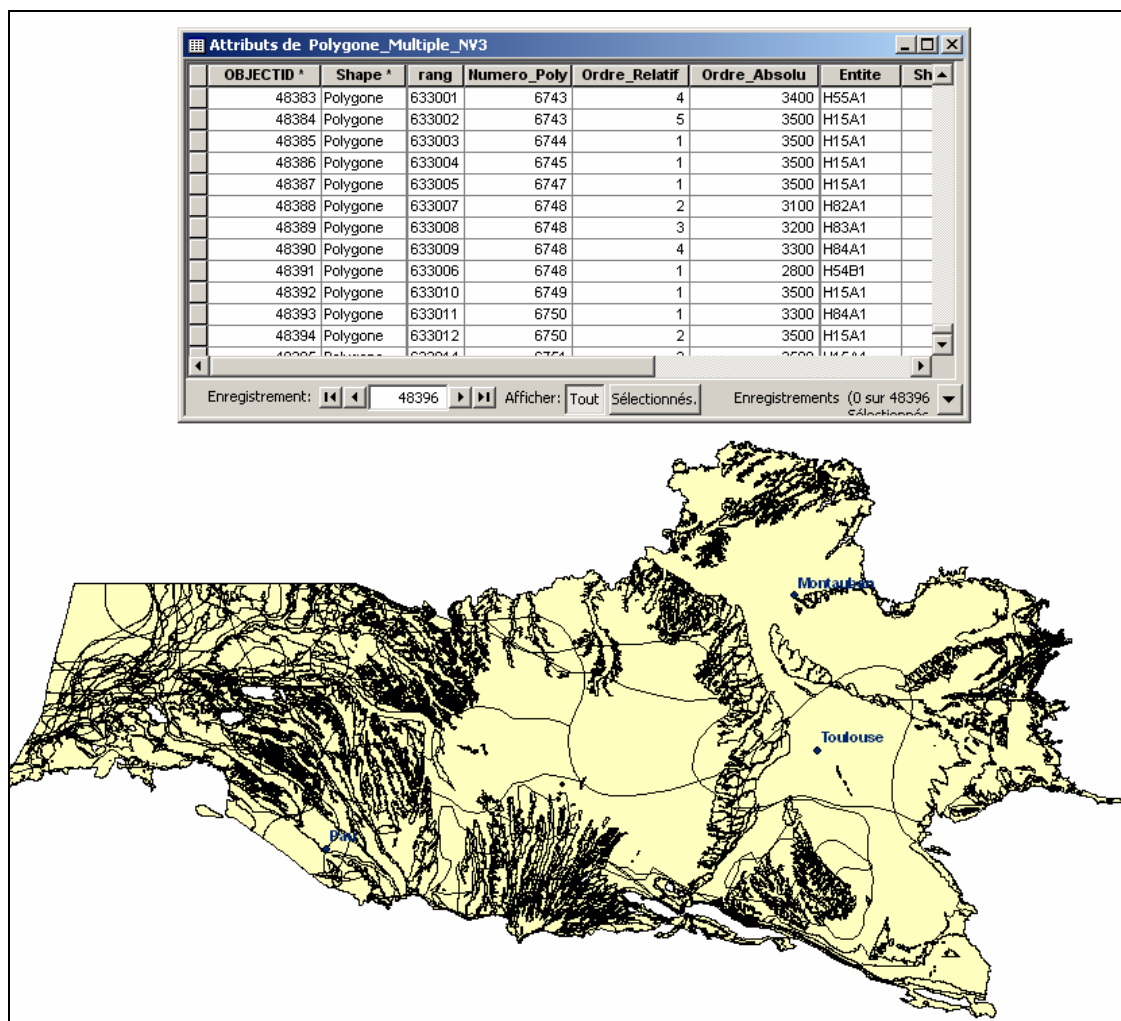 Attributs de Polygone_Multiple_NV3
OBJECTID * Shape * rang Numero_Poly Ordre_Relatif Ordre_Absolu Entite Sh
48383 Polygone 633001 6743 4 3400 H55A1
48384 Polygone 633002 6743 5 3500 H15A1
48385 Polygone 633003 6744 1 3500 H15A1
48386 Polygone 633004 6745 1 3500 H15A1
48387 Polygone 633005 6747 1 3500 H15A1
48388 Polygone 633007 6748 2 3100 H82A1
48389 Polygone 633008 6748 3 3200 H83A1
48390 Polygone 633009 6748 4 3300 H84A1
48391 Polygone 633006 6748 1 2800 H54B1
48392 Polygone 633010 6749 1 3500 H15A1
48393 Polygone 633011 6750 1 3300 H84A1
48394 Polygone 633012 6750 2 3500 H15A1
Enregistrement: 48396 Afficher: Tout Sélectionnés. Enregistrements (0 sur 48396
Sélectionnés
Montauban
Toulouse
Pau